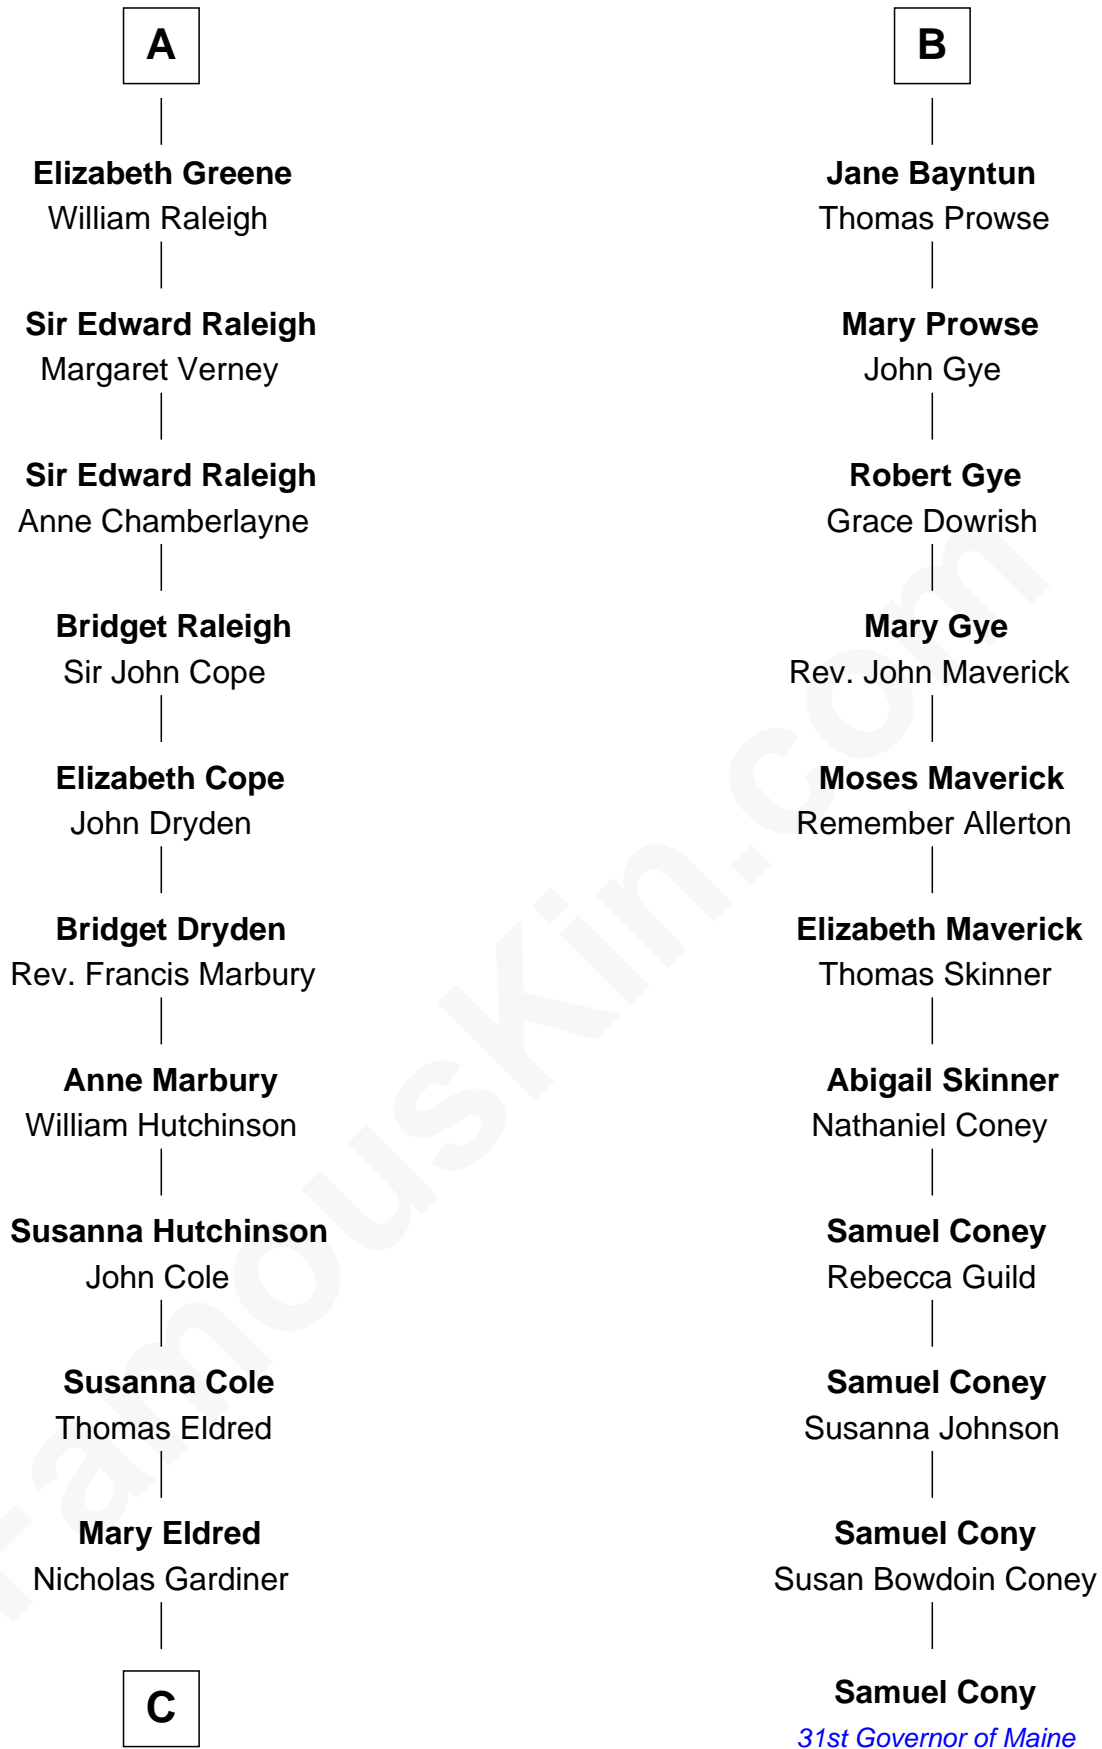 A
Elizabeth Greene
William Raleigh
Sir Edward Raleigh
Margaret Verney
Sir Edward Raleigh
Anne Chamberlayne
Bridget Raleigh
Sir John Cope
Elizabeth Cope
John Dryden
Bridget Dryden
Rev. Francis Marbury
Anne Marbury
William Hutchinson
Susanna Hutchinson
John Cole
Susanna Cole
Thomas Eldred
Mary Eldred
Nicholas Gardiner
C
B
Jane Bayntun
Thomas Prowse
Mary Prowse
John Gye
Robert Gye
Grace Dowrish
Mary Gye
Rev. John Maverick
Moses Maverick
Remember Allerton
Elizabeth Maverick
Thomas Skinner
Abigail Skinner
Nathaniel Coney
Samuel Coney
Rebecca Guild
Samuel Coney
Susanna Johnson
Samuel Cony
Susan Bowdoin Coney
Samuel Cony
31st Governor of Maine
FamousKin.com